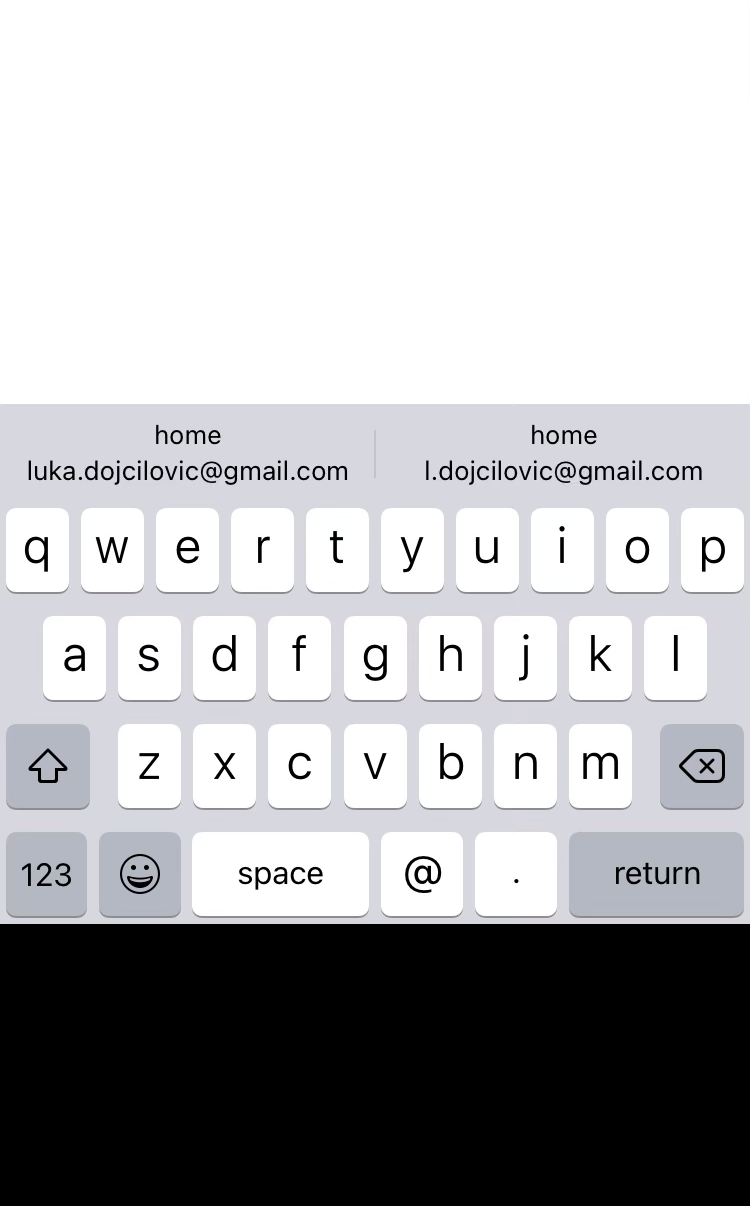 home home
luka.dojcilovic@gmail.com l.dojcilovic@gmail.com
q w e r t y u i o p
a s d f g h j k l
z x c v b n m
123 space @ . return